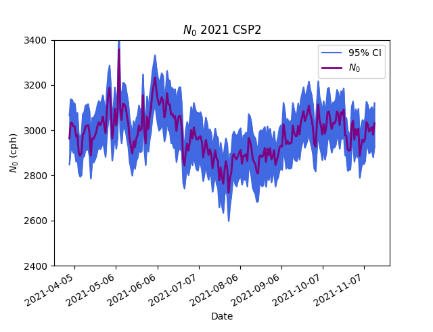 N₀ 2021 CSP2
3400
3200
3000
2800
2600
2400
N₀ (cph)
95% CI
N₀
2021-04-05
2021-05-06
2021-06-06
2021-07-07
2021-08-06
2021-09-06
2021-10-07
2021-11-07
Date